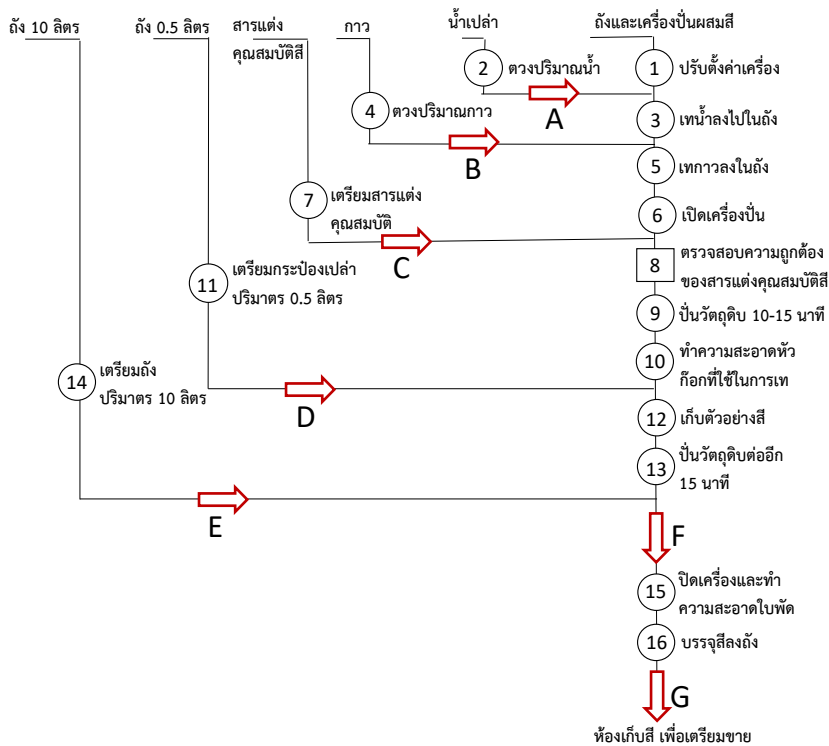 ถัง 10 ลิตร
ถัง 0.5 ลิตร
สารแต่ง
คุณสมบัติสี
กาว
น้ำเปล่า
ถังและเครื่องปั่นผสมสี
2 ตวงปริมาณน้ำ
1 ปรับตั้งค่าเครื่อง
A
4 ตวงปริมาณกาว
3 เทน้ำลงไปในถัง
B
5 เทกาวลงในถัง
7 เตรียมสารแต่ง
คุณสมบัติ
6 เปิดเครื่องปั่น
C
8 ตรวจสอบความถูกต้อง
ของสารแต่งคุณสมบัติสี
11 เตรียมกระป๋องเปล่า
ปริมาตร 0.5 ลิตร
9 ปั่นวัตถุดิบ 10-15 นาที
10 ทำความสะอาดหัว
ก๊อกที่ใช้ในการเท
14 เตรียมถัง
ปริมาตร 10 ลิตร
D
12 เก็บตัวอย่างสี
13 ปั่นวัตถุดิบต่ออีก
15 นาที
E
F
15 ปิดเครื่องและทำ
ความสะอาดใบพัด
16 บรรจุสีลงถัง
G
ห้องเก็บสี เพื่อเตรียมขาย